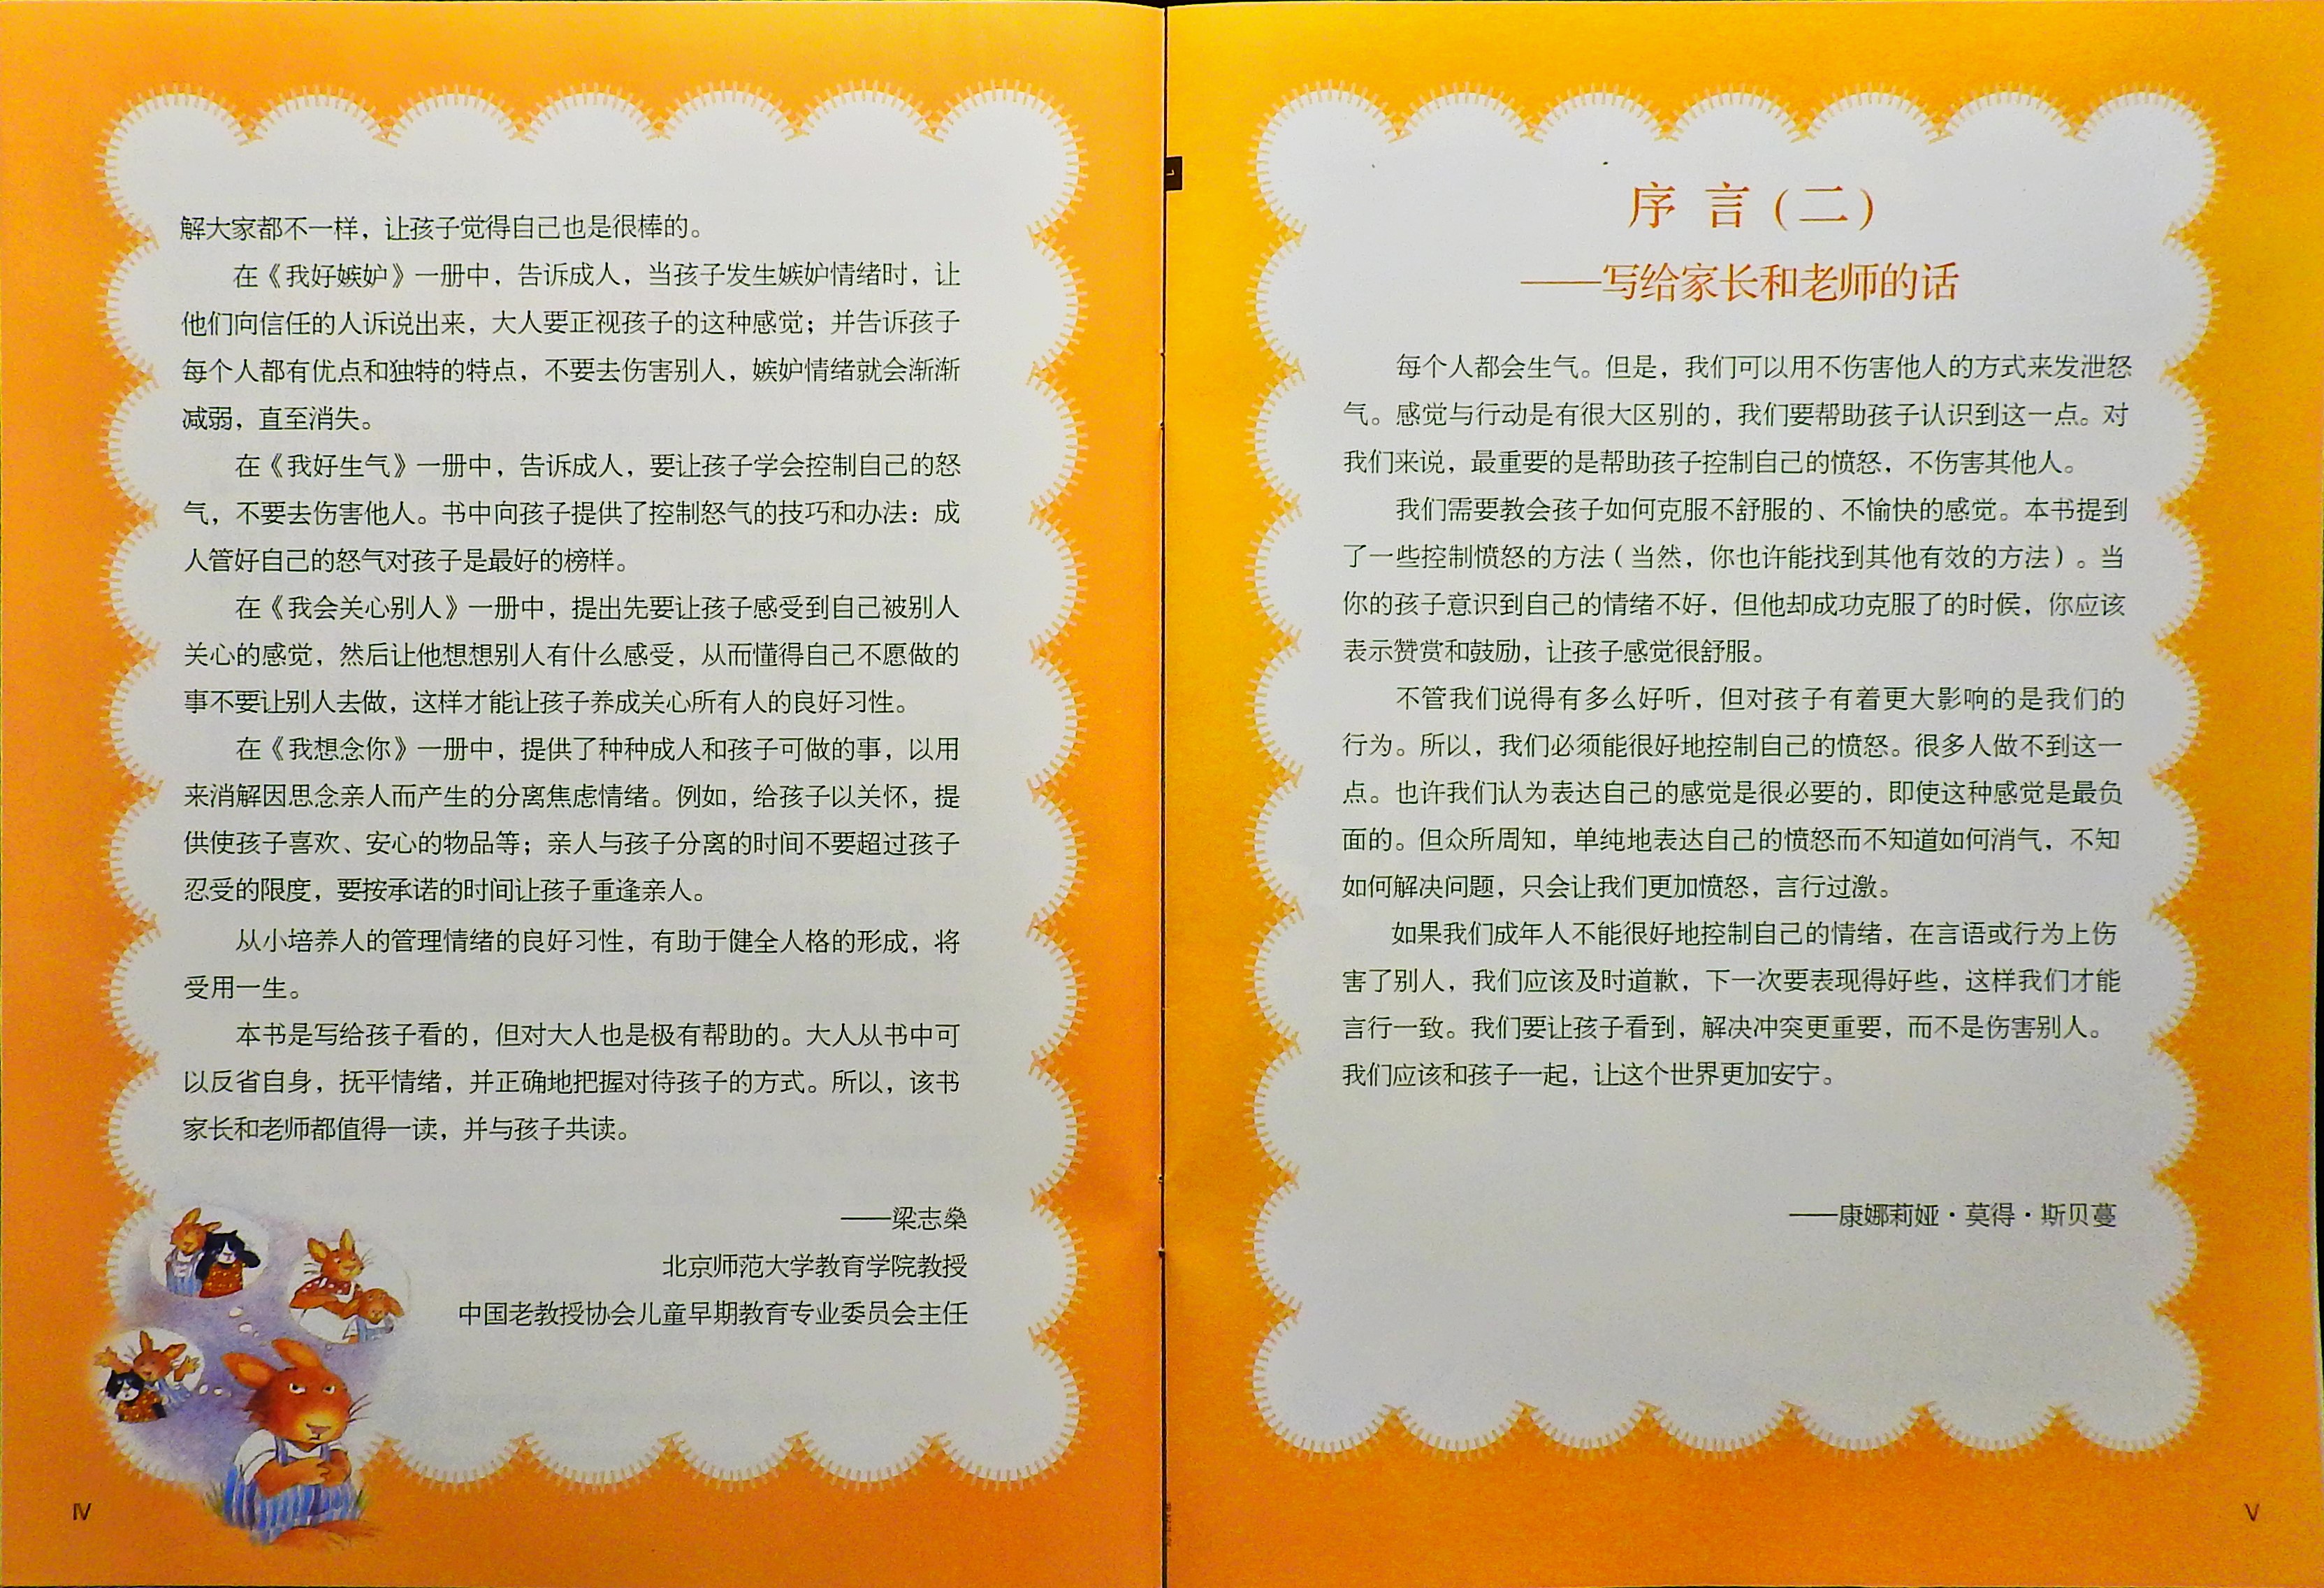 解大家都不一样，让孩子觉得自己也是很棒的。
在《我好嫉妒》一册中，告诉成人，当孩子发生嫉妒情绪时，让
他们向信任的人诉说出来，大人要正视孩子的这种感觉；并告诉孩子
每个人都有优点和独特的特点，不要去伤害别人，嫉妒情绪就会渐渐
减弱，直至消失。
在《我好生气》一册中，告诉成人，要让孩子学会控制自己的怒
气，不要去伤害他人。书中向孩子提供了控制怒气的技巧和办法：成
人管好自己的怒气对孩子是最好的榜样。
在《我会关心别人》一册中，提出先要让孩子感受到自己被别人
关心的感觉，然后让他想想别人有什么感受，从而懂得自己不愿做的
事不要让别人去做，这样才能让孩子养成关心所有人的良好习性。
在《我想念你》一册中，提供了种种成人和孩子可做的事，以用
来消解因思念亲人而产生的分离焦虑情绪。例如，给孩子以关怀，提
供使孩子喜欢、安心的物品等；亲人与孩子分离的时间不要超过孩子
忍受的限度，要按承诺的时间让孩子重逢亲人。
从小培养人的管理情绪的良好习性，有助于健全人格的形成，将
受用一生。
本书是写给孩子看的，但对大人也是极有帮助的。大人从书中可
以反省自身，抚平情绪，并正确地把握对待孩子的方式。所以，该书
家长和老师都值得一读，并与孩子共读。
——梁志燊
北京师范大学教育学院教授
中国老教授协会儿童早期教育专业委员会主任
Ⅳ
序言(二)
——写给家长和老师的话
每个人都会生气。但是，我们可以用不伤害他人的方式来发泄怒
气。感觉与行动是有很大区别的，我们要帮助孩子认识到这一点。对
我们来说，最重要的是帮助孩子控制自己的愤怒，不伤害其他人。
我们需要教会孩子如何克服不舒服的、不愉快的感觉。本书提到
了一些控制愤怒的方法（当然，你也许能找到其他有效的方法）。当
你的孩子意识到自己的情绪不好，但他却成功克服了的时候，你应该
表示赞赏和鼓励，让孩子感觉很舒服。
不管我们说得有多么好听，但对孩子有着更大影响的是我们的
行为。所以，我们必须能很好地控制自己的愤怒。很多人做不到这一
点。也许我们认为表达自己的感觉是很必要的，即使这种感觉是最负
面的。但众所周知，单纯地表达自己的愤怒而不知道如何消气，不知
如何解决问题，只会让我们更加愤怒，言行过激。
如果我们成年人不能很好地控制自己的情绪，在言语或行为上伤
害了别人，我们应该及时道歉，下一次要表现得好些，这样我们才能
言行一致。我们要让孩子看到，解决冲突更重要，而不是伤害别人。
我们应该和孩子一起，让这个世界更加安宁。
——康娜莉娅·莫得·斯贝蔓
Ⅴ